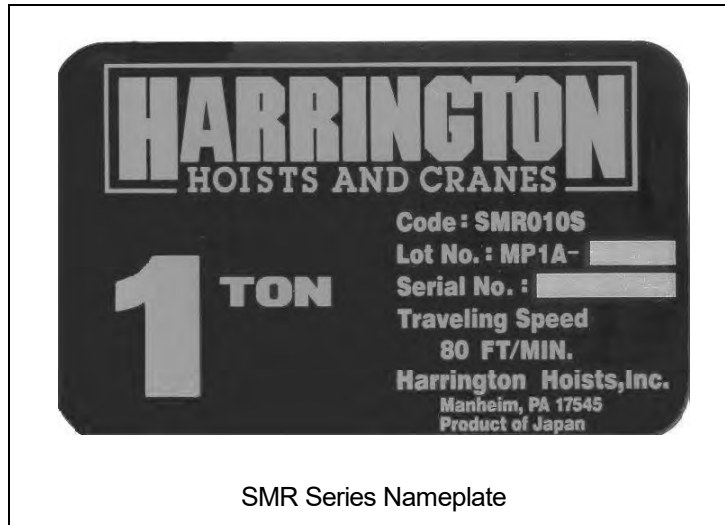 HARRINGTON
HOISTS AND CRANES
1 TON
Code: SMR010S
Lot No.: MP1A-
Serial No.:
Traveling Speed
80 FT/MIN.
Harrington Hoists,Inc.
Manheim, PA 17545
Product of Japan
SMR Series Nameplate